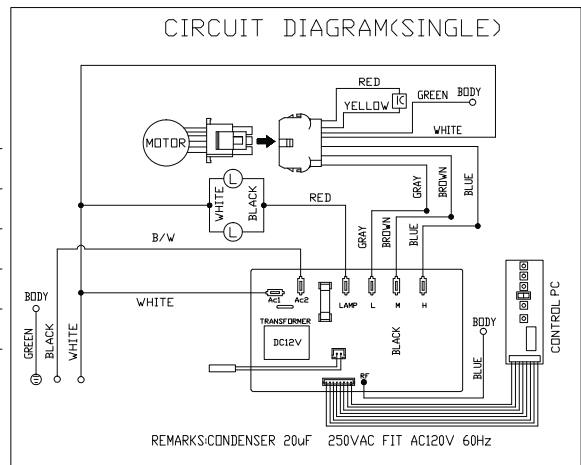 CIRCUIT DIAGRAM(SINGLE)
RED
IC
YELLOW
GREEN
BODY
WHITE
MOTOR
L
WHITE
BLACK
L
RED
GRAY
BROWN
BLUE
GRAY
BROWN
BLUE
B/W
WHITE
Ac1
Ac2
LAMP
L
M
H
TRANSFORMER
DC12V
BLACK
RF
BODY
BLUE
CONTROL PC
BODY
GREEN
BLACK
WHITE
REMARKS:CONDENSER 20uF 250VAC FIT AC120V 60Hz